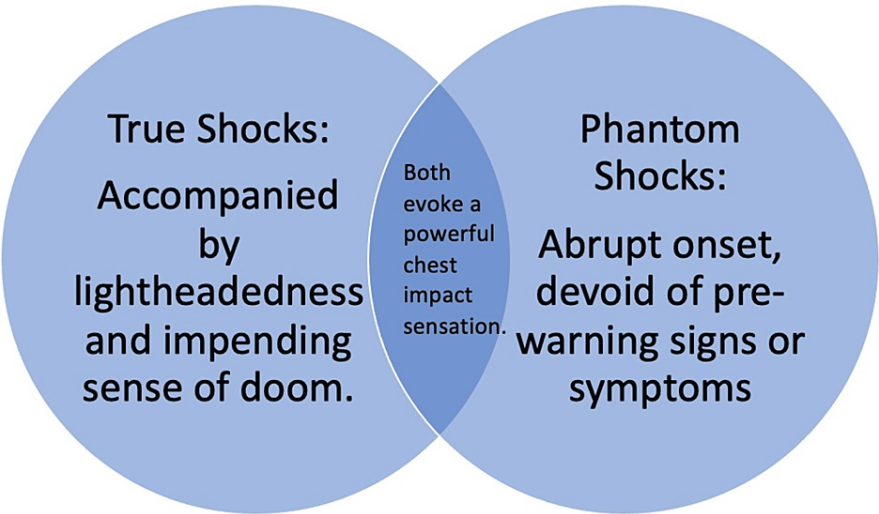 True Shocks:
Accompanied
by
lightheadedness
and impending
sense of doom.
Both
evoke a
powerful
chest
impact
sensation.
Phantom
Shocks:
Abrupt onset,
devoid of pre-
warning signs or
symptoms